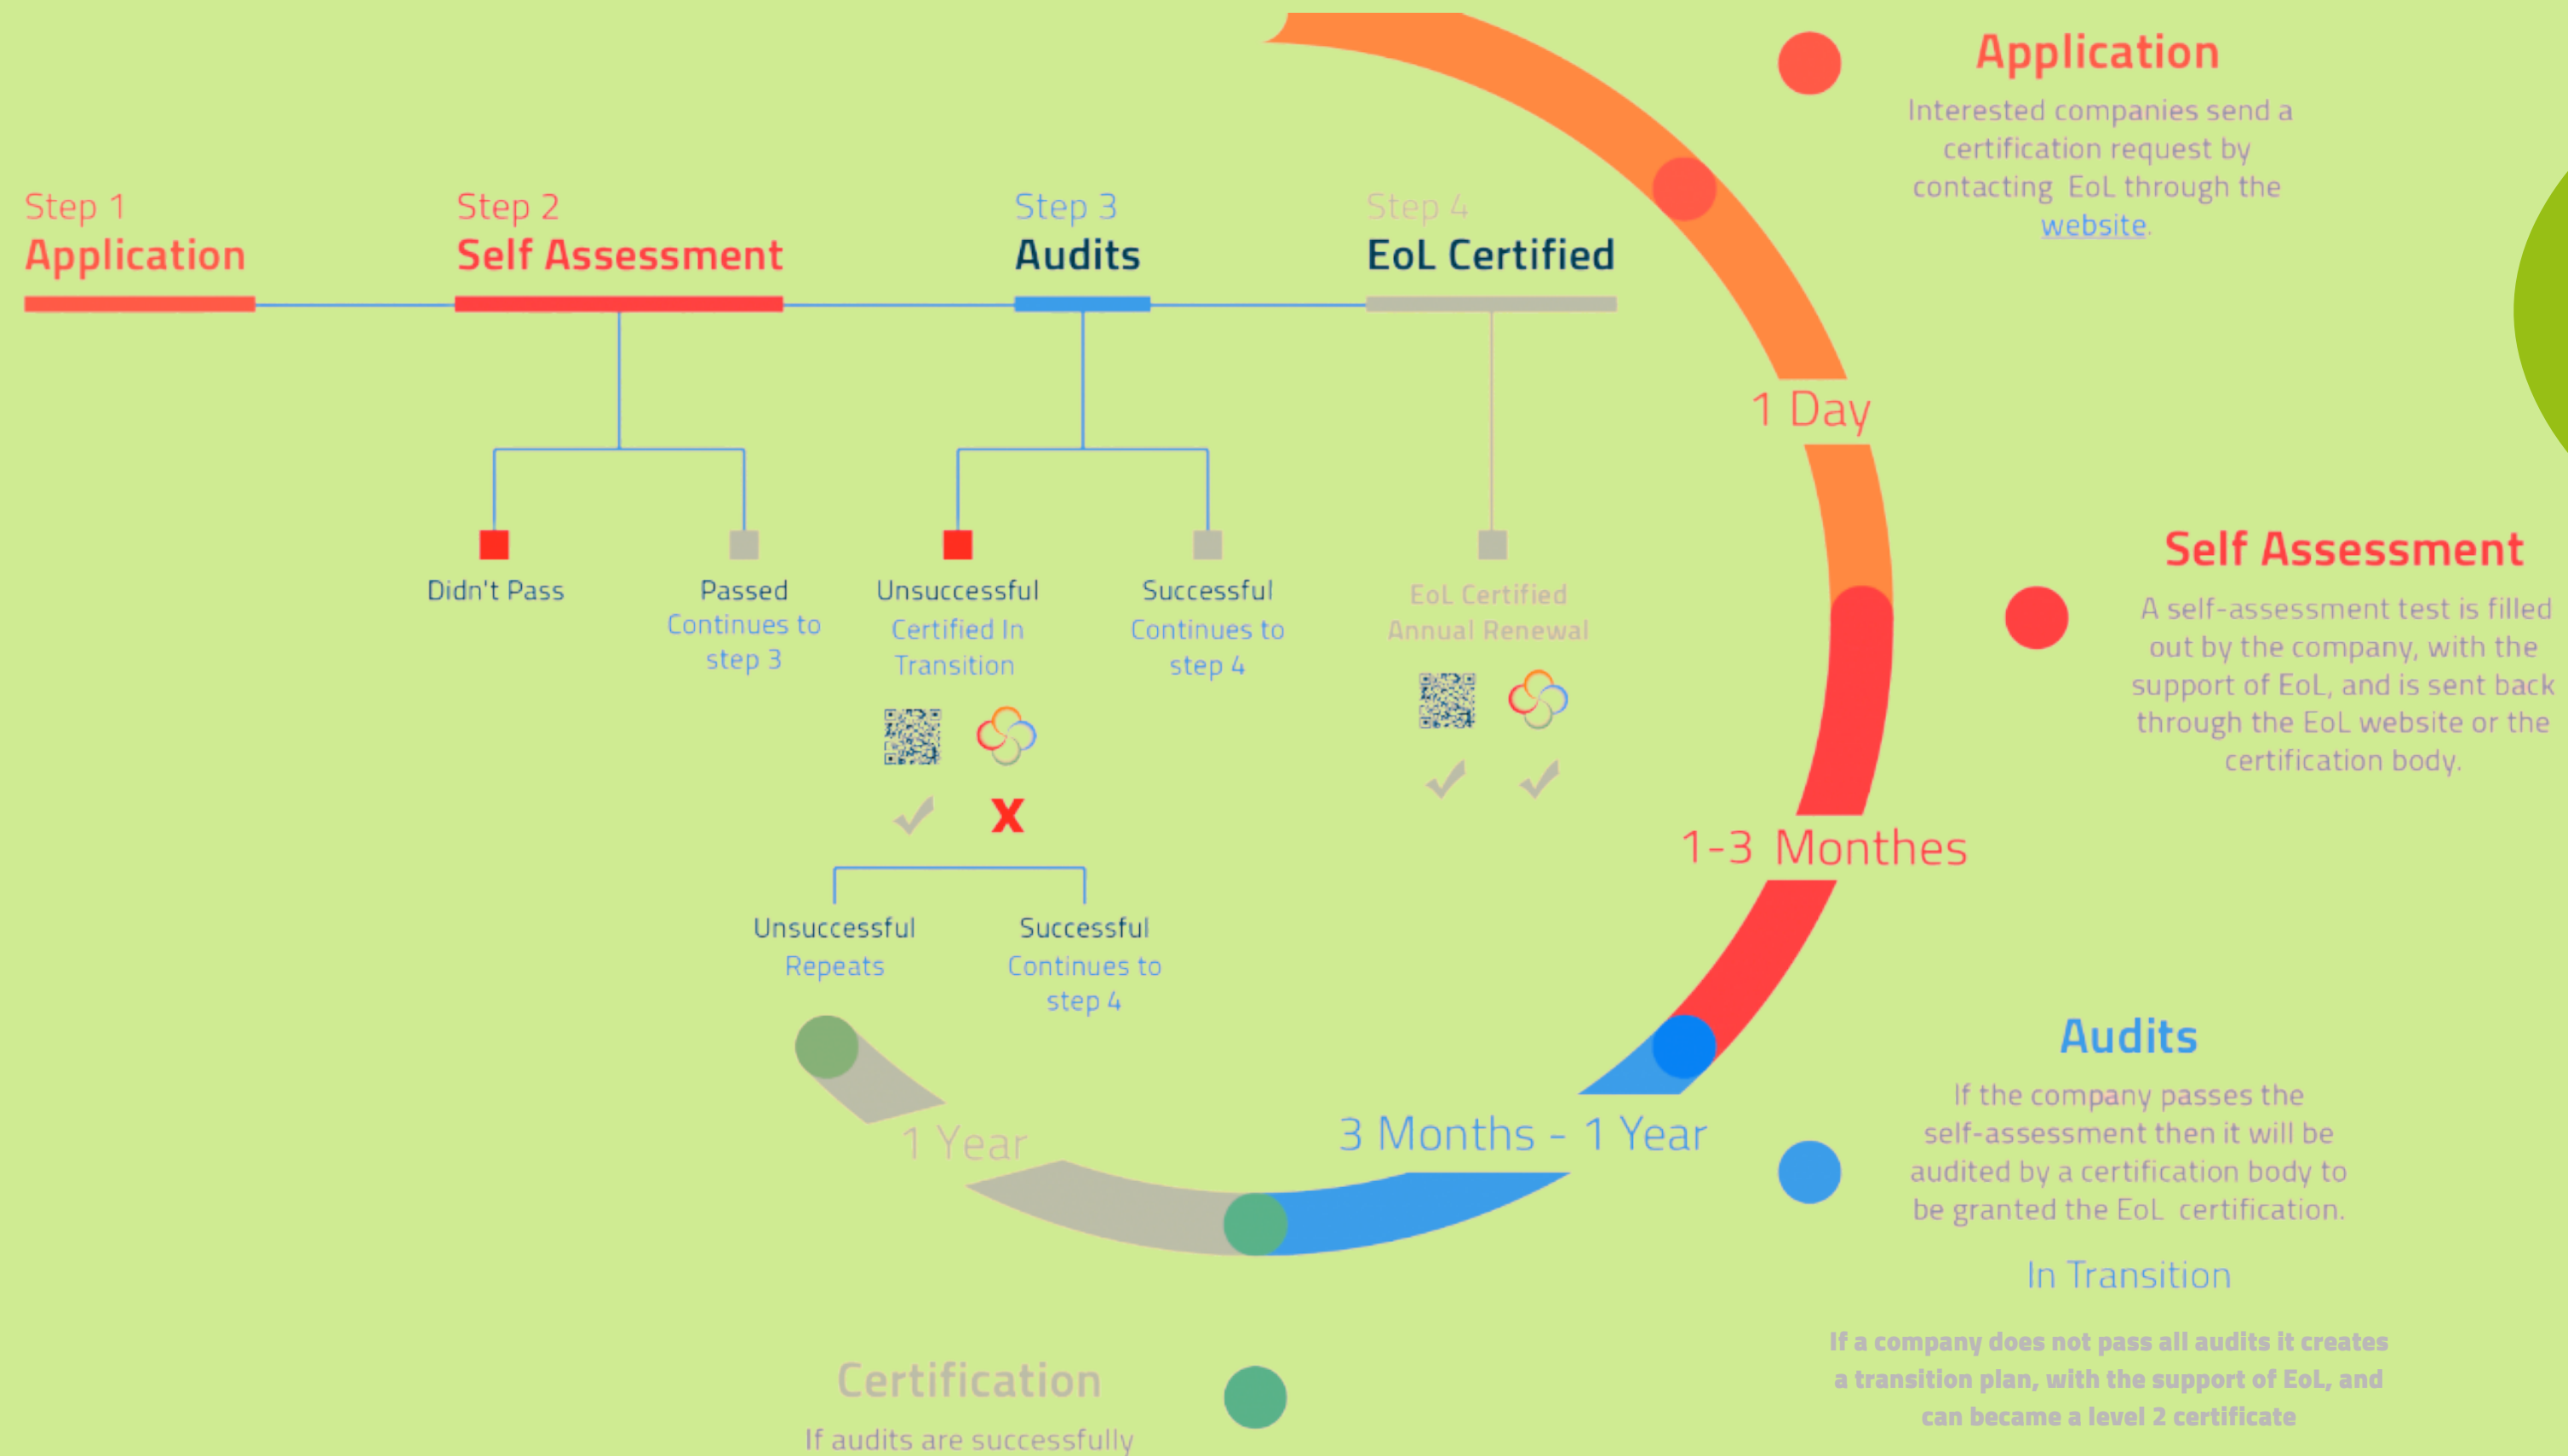 Step 1
Application
Step 2
Self Assessment
Step 3
Audits
Step 4
EoL Certified
Didn't Pass
Passed
Continues to
step 3
Unsuccessful
Certified In
Transition
Successful
Continues to
step 4
EoL Certified
Annual Renewal
X
Unsuccessful
Repeats
Successful
Continues to
step 4
Application
Interested companies send a
certification request by
contacting  EoL through the
website.
1 Day
Self Assessment
A self-assessment test is filled
out by the company, with the
support of EoL, and is sent back
through the EoL website or the
certification body.
1-3 Monthes
Audits
If the company passes the
self-assessment then it will be
audited by a certification body to
be granted the EoL  certification.
In Transition
If a company does not pass all audits it creates
a transition plan, with the support of EoL, and
can became a level 2 certificate
3 Months - 1 Year
1 Year
Certification
If audits are successfully